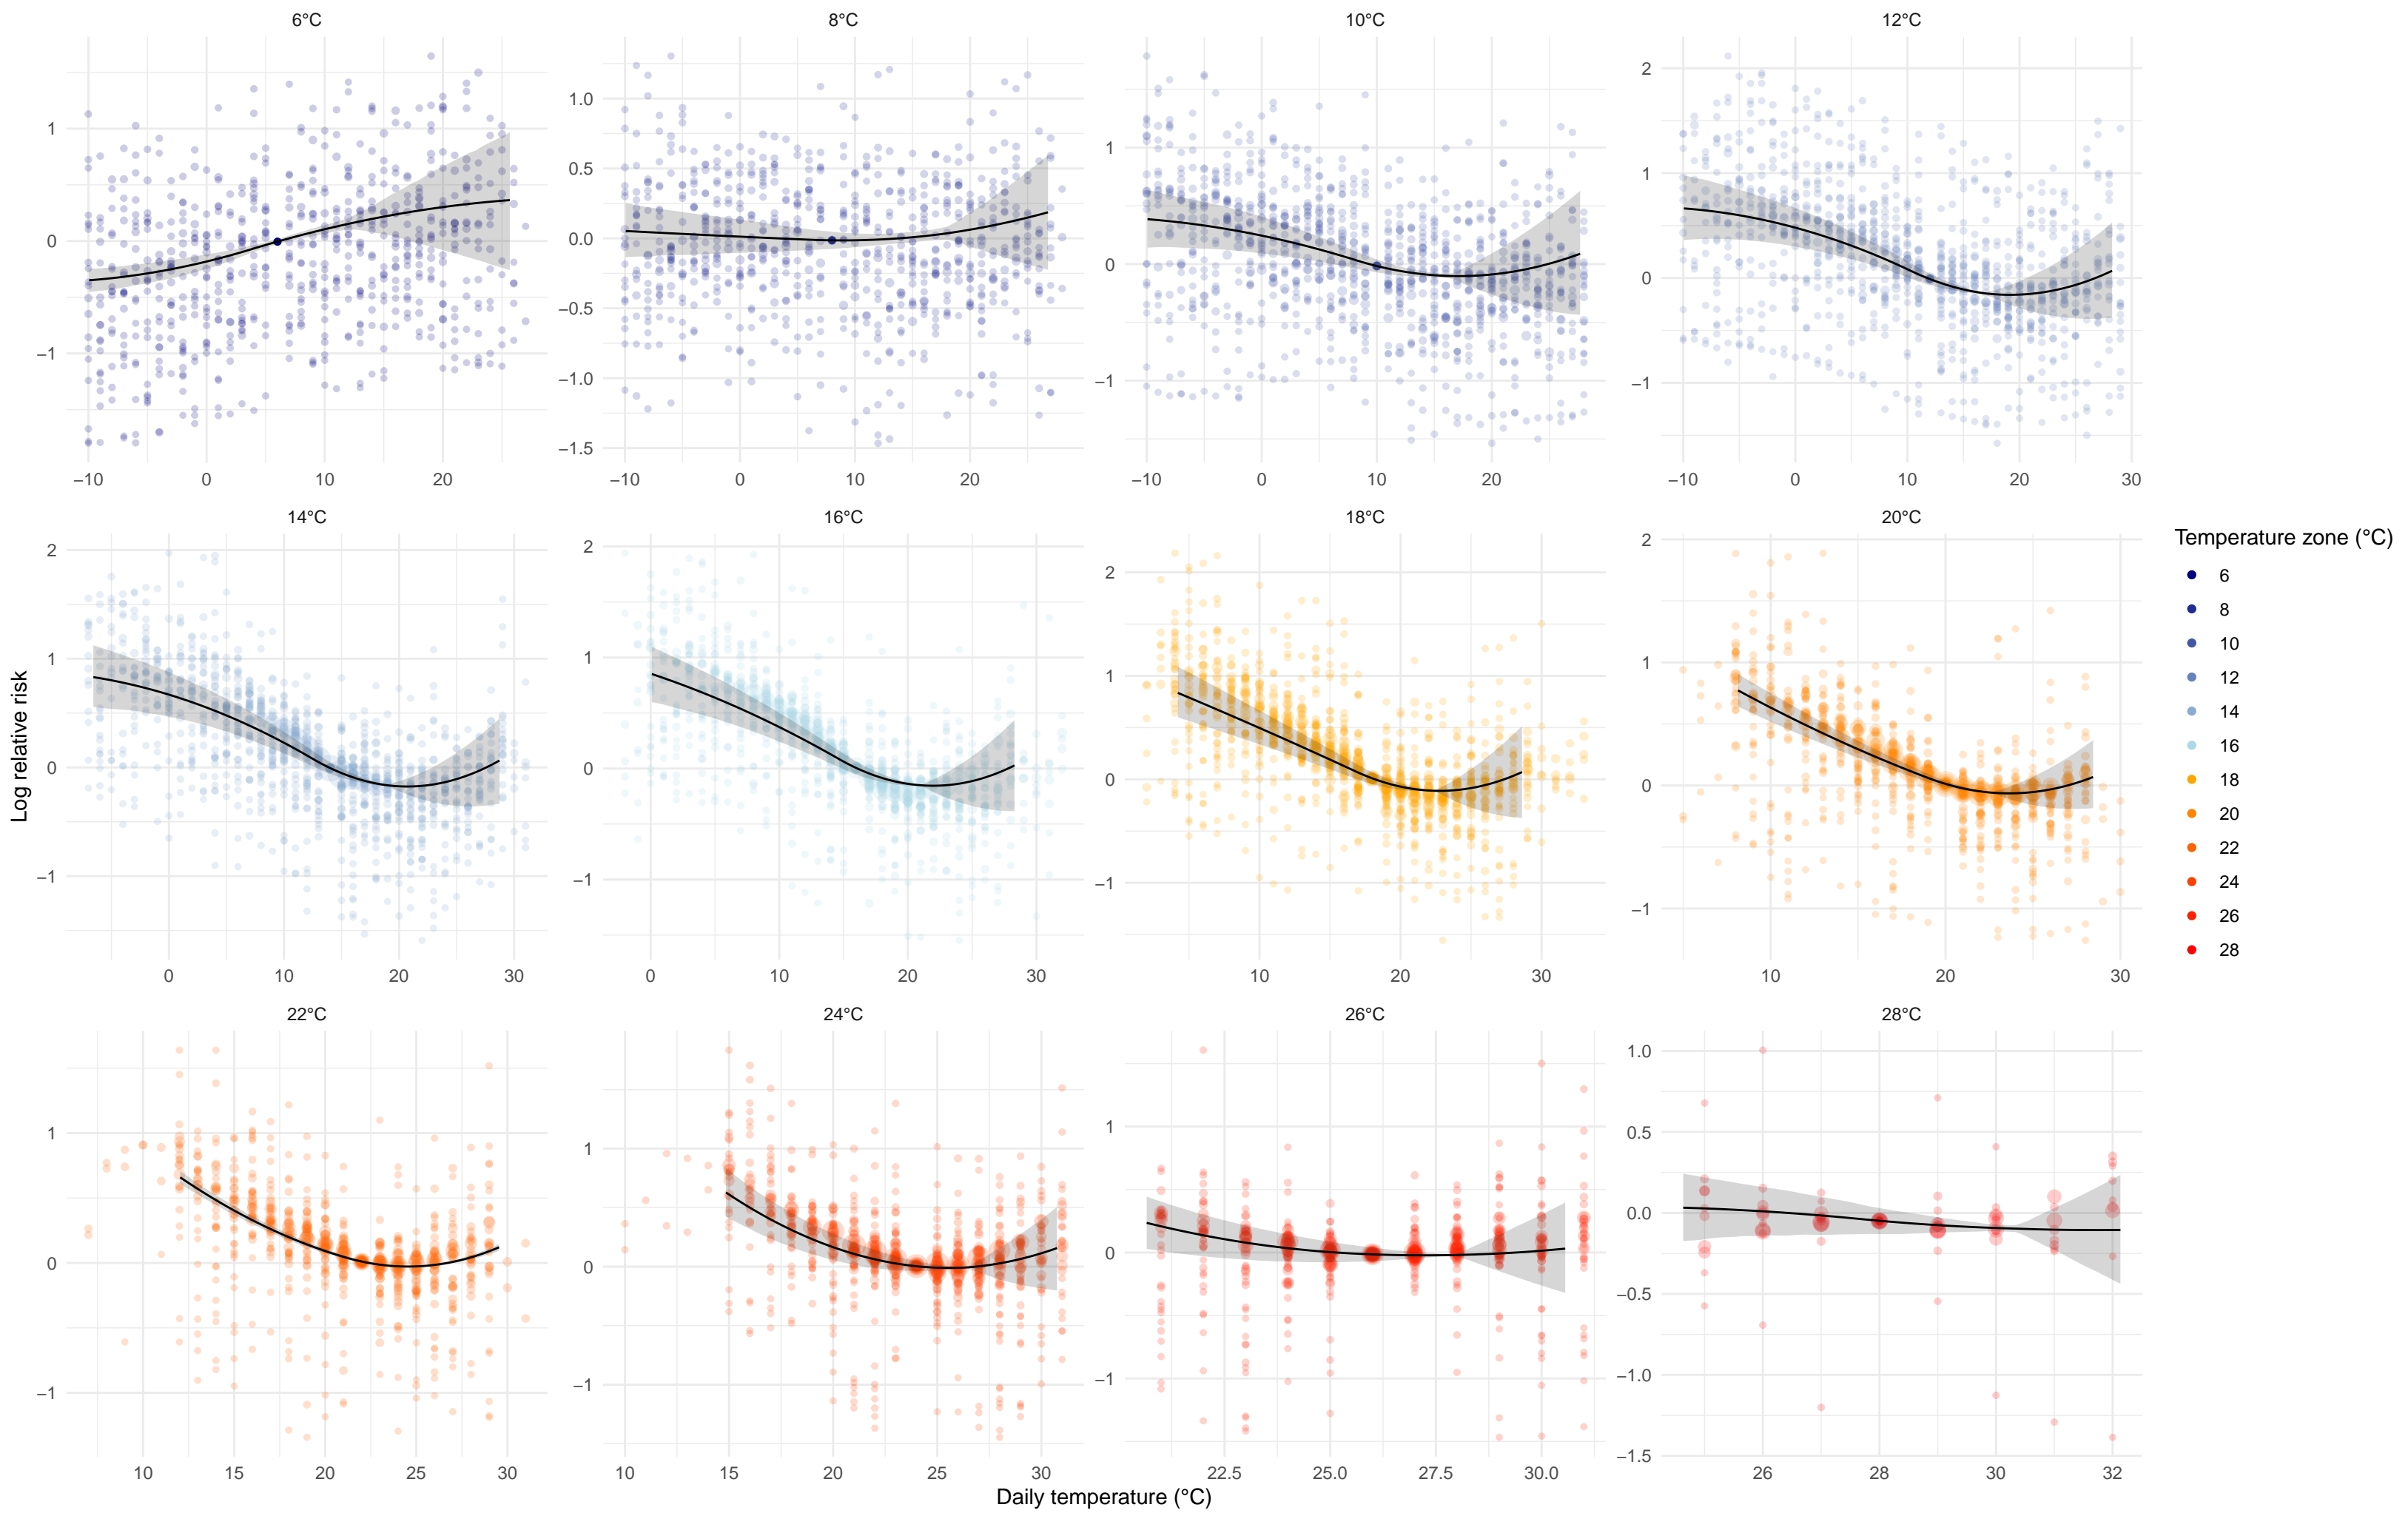 6°C 8°C 10°C 12°C
1 0 −1
1.0 0.5 0.0 −0.5 −1.0 −1.5
1 0 −1
2 1 0 −1
−10 0 10 20 −10 0 10 20 −10 0 10 20 −10 0 10 20 30
14°C 16°C 18°C 20°C
2 1 0 −1
2 1 0 −1
2 1 0 −1
2 1 0 −1
0 10 20 30 0 10 20 30 10 20 30 10 20 30
22°C 24°C 26°C 28°C
1 0 −1
1 0 −1
1 0 −1
1.0 0.5 0.0 −0.5 −1.0 −1.5
10 15 20 25 30 10 15 20 25 30 22.5 25.0 27.5 30.0 26 28 30 32
Log relative risk
Daily temperature (°C)
Temperature zone (°C)
6
8
10
12
14
16
18
20
22
24
26
28